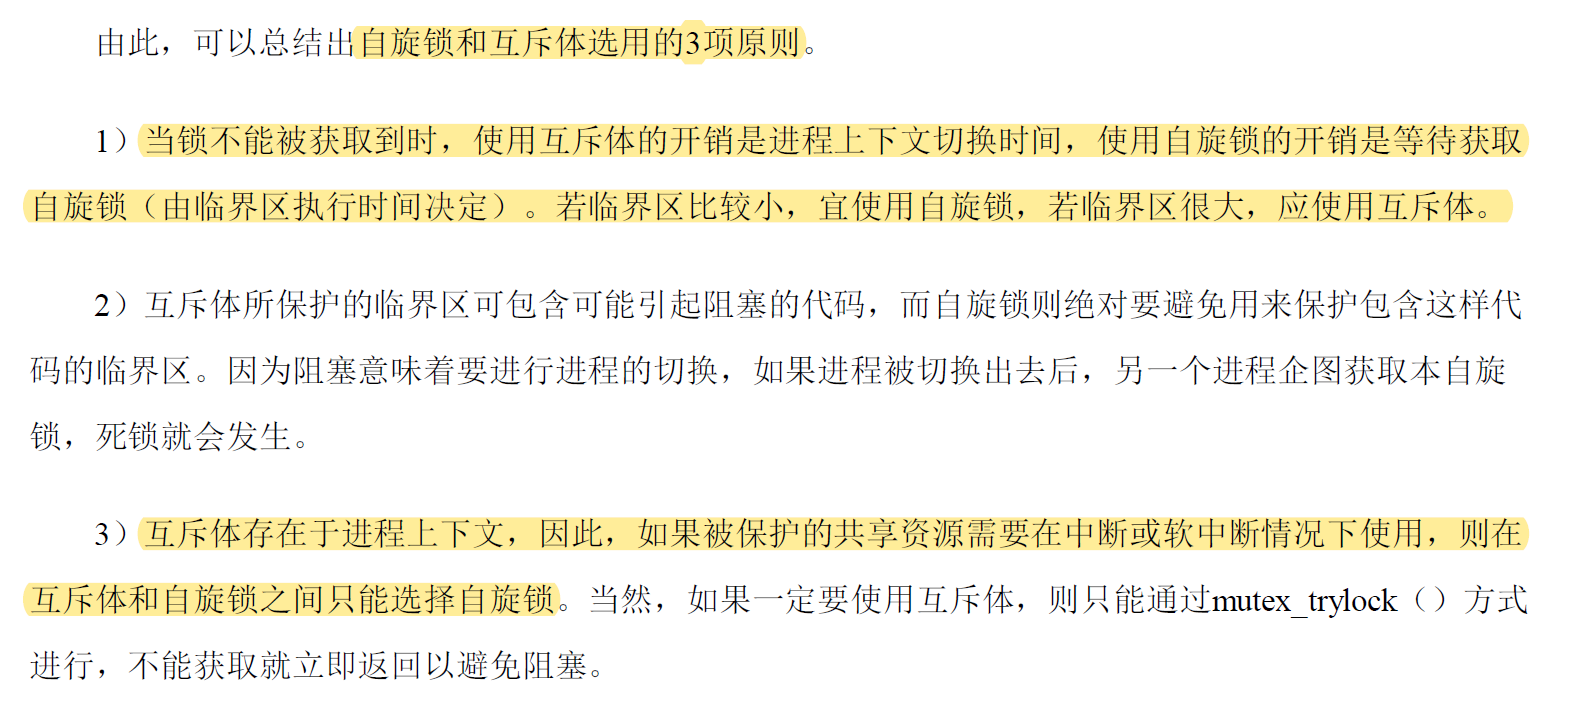 由此，可以总结出自旋锁和互斥体选用的3项原则。
1）当锁不能被获取到时，使用互斥体的开销是进程上下文切换时间，使用自旋锁的开销是等待获取
自旋锁（由临界区执行时间决定）。若临界区比较小，宜使用自旋锁，若临界区很大，应使用互斥体。
2）互斥体所保护的临界区可包含可能引起阻塞的代码，而自旋锁则绝对要避免用来保护包含这样代
码的临界区。因为阻塞意味着要进行进程的切换，如果进程被切换出去后，另一个进程企图获取本自旋
锁，死锁就会发生。
3）互斥体存在于进程上下文，因此，如果被保护的共享资源需要在中断或软中断情况下使用，则在
互斥体和自旋锁之间只能选择自旋锁。当然，如果一定要使用互斥体，则只能通过mutex_trylock（）方式
进行，不能获取就立即返回以避免阻塞。